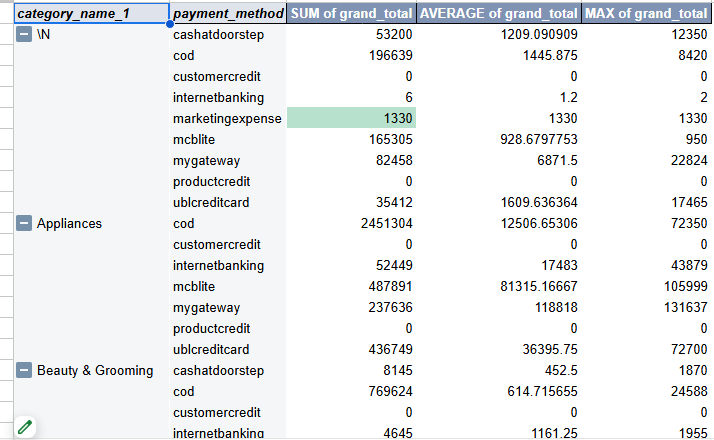 category_name_1 payment_method SUM of grand_total AVERAGE of grand_total MAX of grand_total
\N cashatdoorstep 53200 1209.090909 12350
cod 196639 1445.875 8420
customercredit 0 0 0
internetbanking 6 1.2 2
marketingexpense 1330 1330 1330
mcblite 165305 928.6797753 950
mygateway 82458 6871.5 22824
productcredit 0 0 0
ublcreditcard 35412 1609.636364 17465
Appliances cod 2451304 12506.65306 72350
customercredit 0 0 0
internetbanking 52449 17483 43879
mcblite 487891 81315.16667 105999
mygateway 237636 118818 131637
productcredit 0 0 0
ublcreditcard 436749 36395.75 72700
Beauty & Grooming cashatdoorstep 8145 452.5 1870
cod 769624 614.715655 24588
customercredit 0 0 0
internetbanking 4645 1161.25 1955